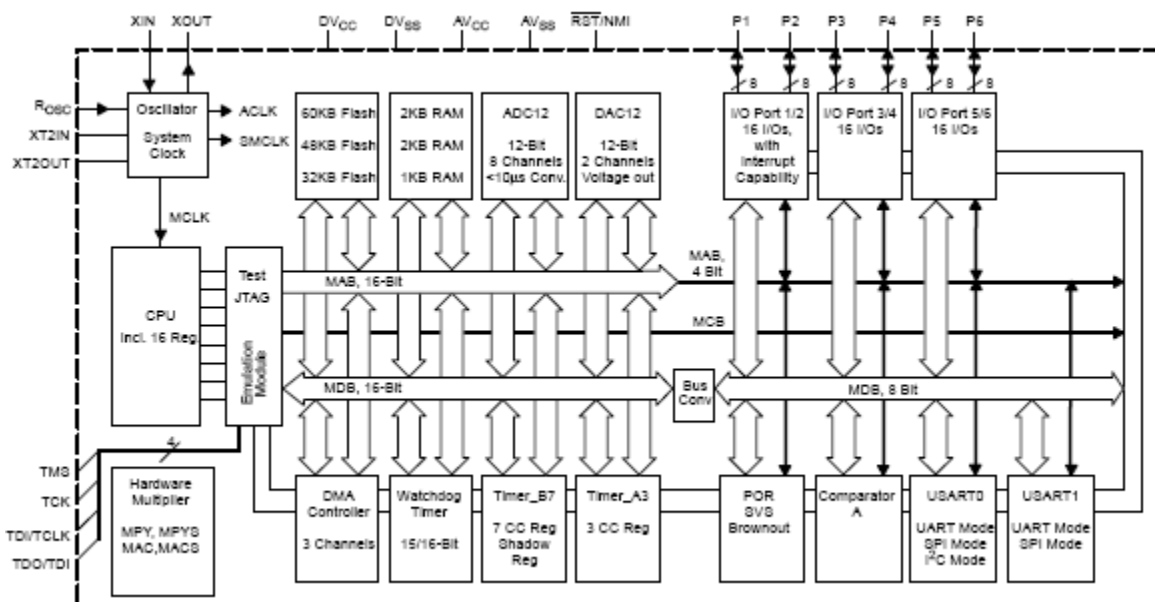 XIN
XOUT
DVCC
DVSS
AVCC
AVSS
RST/NMI
P1
P2
P3
P4
P5
P6
8
8
8
8
8
8
ROSC
XT2IN
XT2OUT
Oscillator
System
Clock
ACLK
SMCLK
60KB Flash
48KB Flash
32KB Flash
2KB RAM
2KB RAM
1KB RAM
ADC12
12-Bit
8 Channels
<10µs Conv.
DAC12
12-Bit
2 Channels
Voltage out
I/O Port 1/2
16 I/Os,
with
Interrupt
Capability
I/O Port 3/4
16 I/Os
I/O Port 5/6
16 I/Os
MCLK
CPU
Incl. 16 Reg.
Test
JTAG
Emulation
Module
MAB, 16-Bit
MAB,
4 Bit
MCB
MDB, 16-Bit
Bus
Conv
MDB, 8 Bit
4
TMS
TCK
TDI/TCLK
TDO/TDI
Hardware
Multiplier
MPY, MPYS
MAC,MACS
DMA
Controller
3 Channels
Watchdog
Timer
15/16-Bit
Timer_B7
7 CC Reg
Shadow
Reg
Timer_A3
3 CC Reg
POR
SVS
Brownout
Comparator
A
USART0
UART Mode
SPI Mode
I²C Mode
USART1
UART Mode
SPI Mode